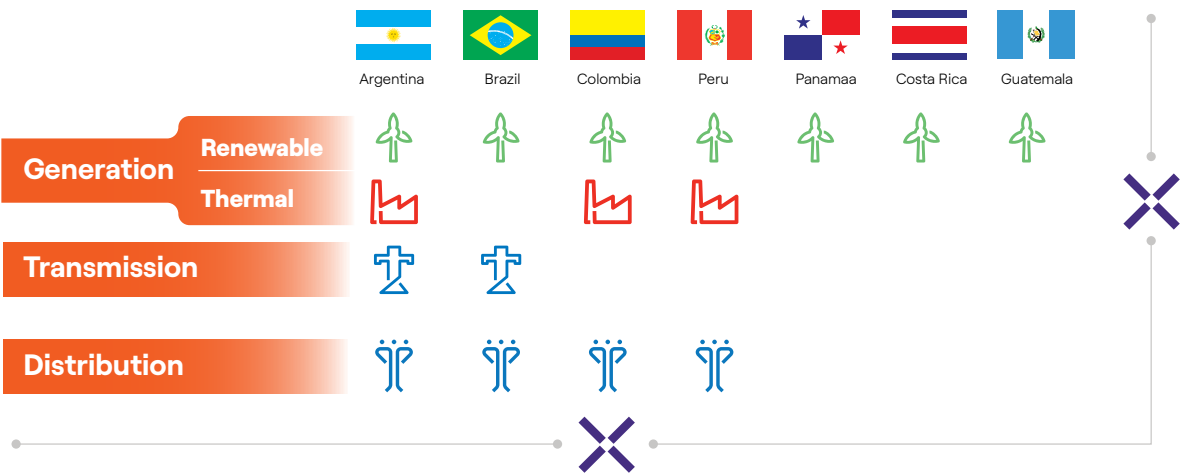 Argentina Brazil Colombia Peru Panamaa Costa Rica Guatemala
Generation
Renewable
Thermal
Transmission
Distribution